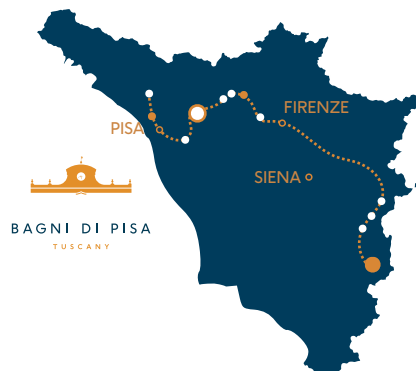 FIRENZE
PISA
SIENA
BAGNI DI PISA
TUSCANY